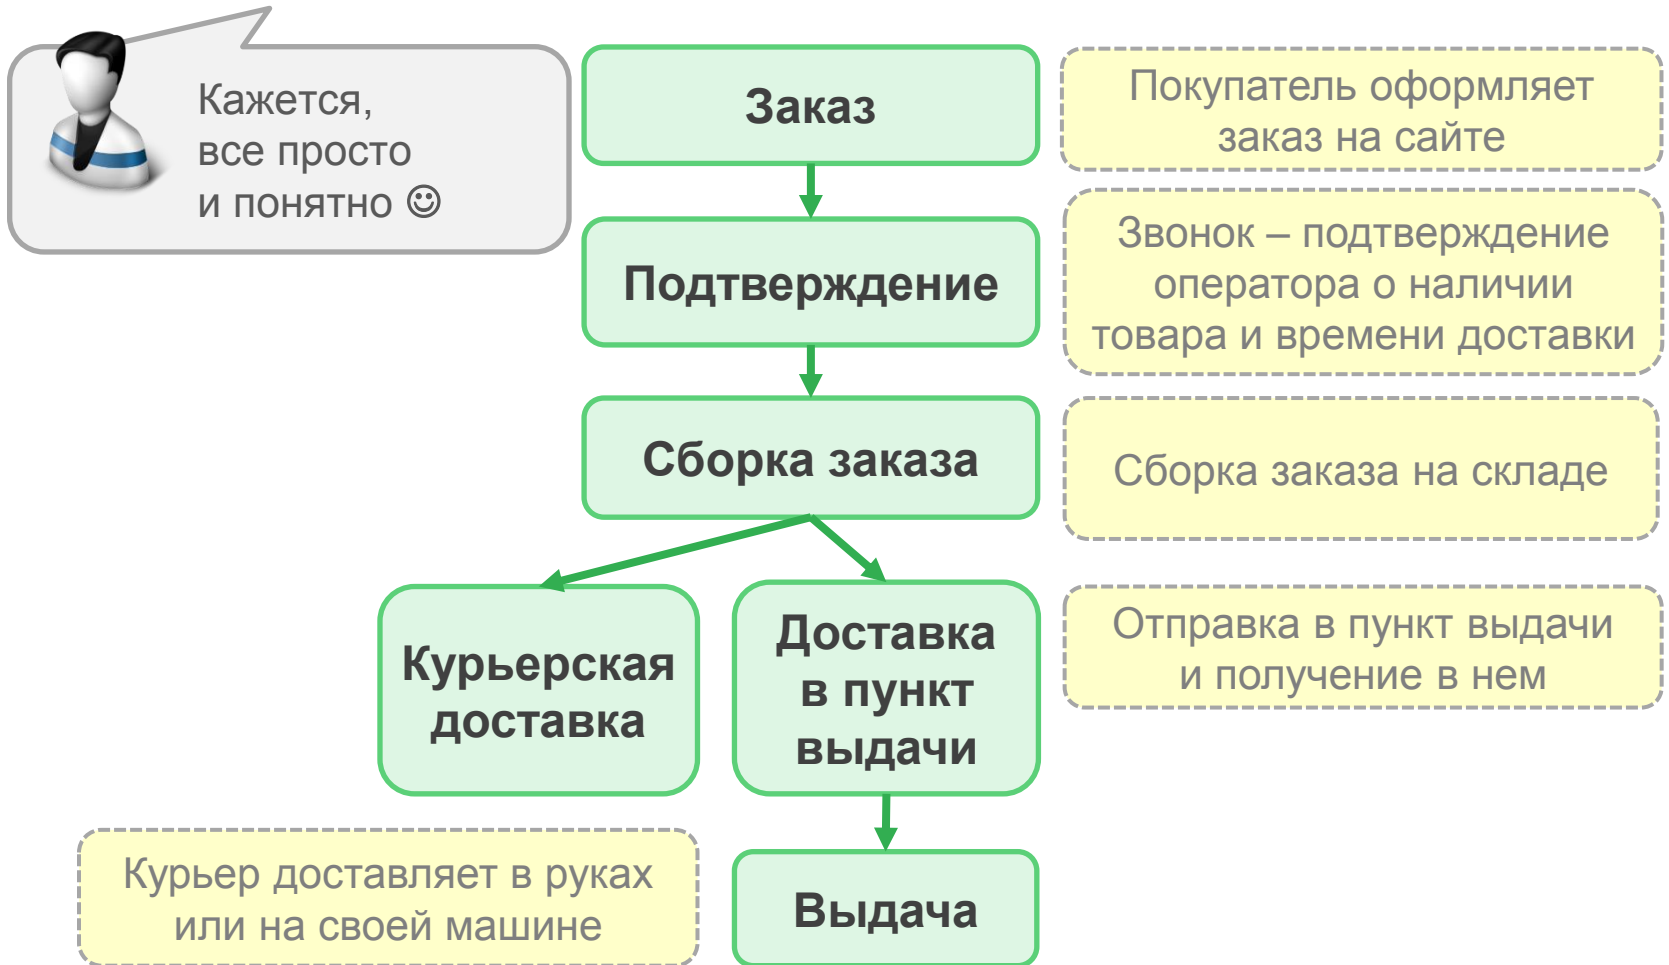 Кажется,
все просто
и понятно ☺
Заказ
Покупатель оформляет
заказ на сайте
Подтверждение
Звонок – подтверждение
оператора о наличии
товара и времени доставки
Сборка заказа
Сборка заказа на складе
Курьерская
доставка
Доставка
в пункт
выдачи
Отправка в пункт выдачи
и получение в нем
Курьер доставляет в руках
или на своей машине
Выдача